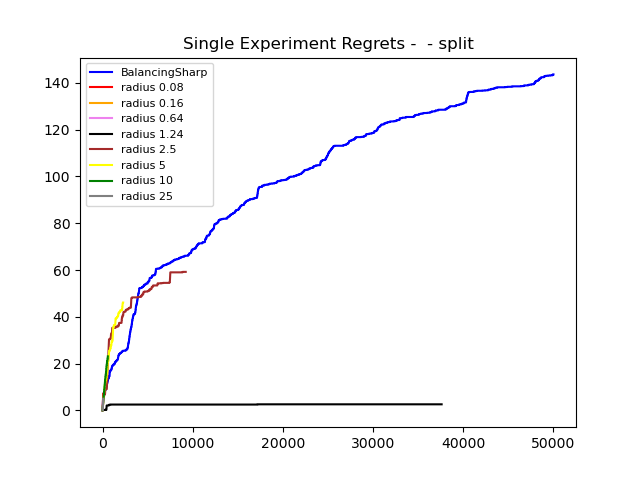 Single Experiment Regrets -  - split
BalancingSharp
radius 0.08
radius 0.16
radius 0.64
radius 1.24
radius 2.5
radius 5
radius 10
radius 25
140
120
100
80
60
40
20
0
0 10000 20000 30000 40000 50000